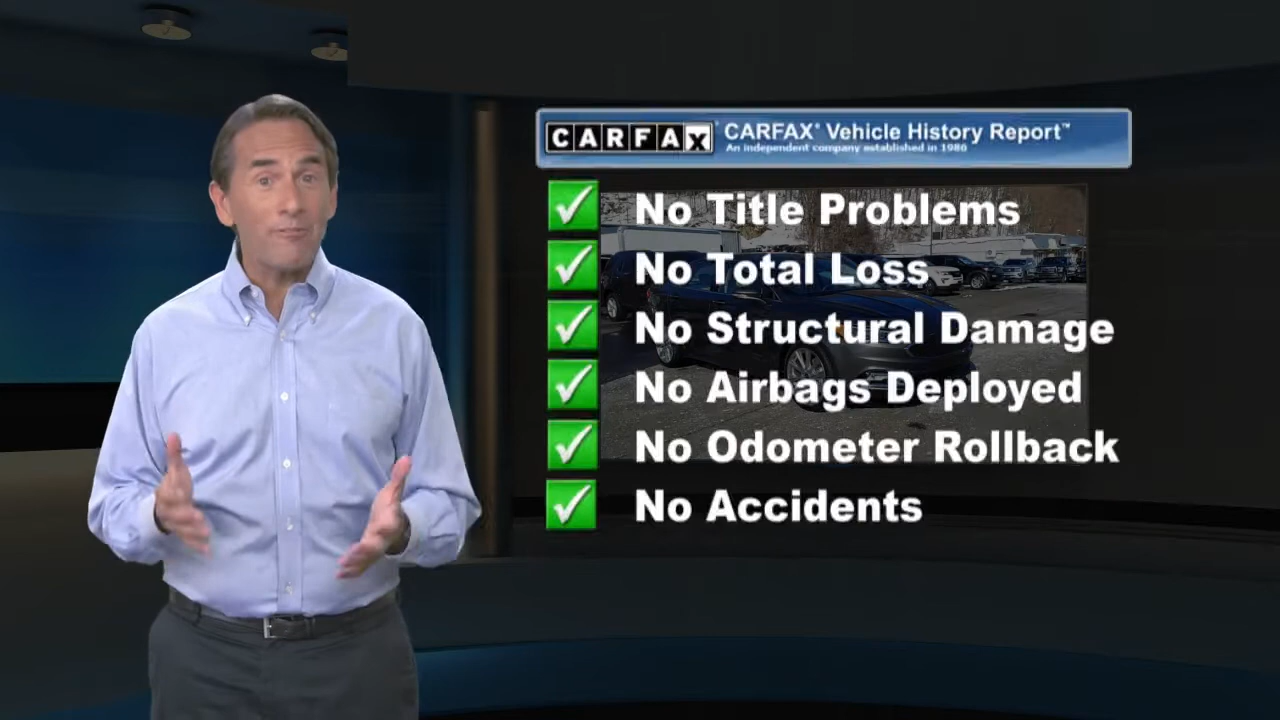 CARFAX
CARFAX® Vehicle History Report™
An independent company established in 1986
No Title Problems
No Total Loss
No Structural Damage
No Airbags Deployed
No Odometer Rollback
No Accidents